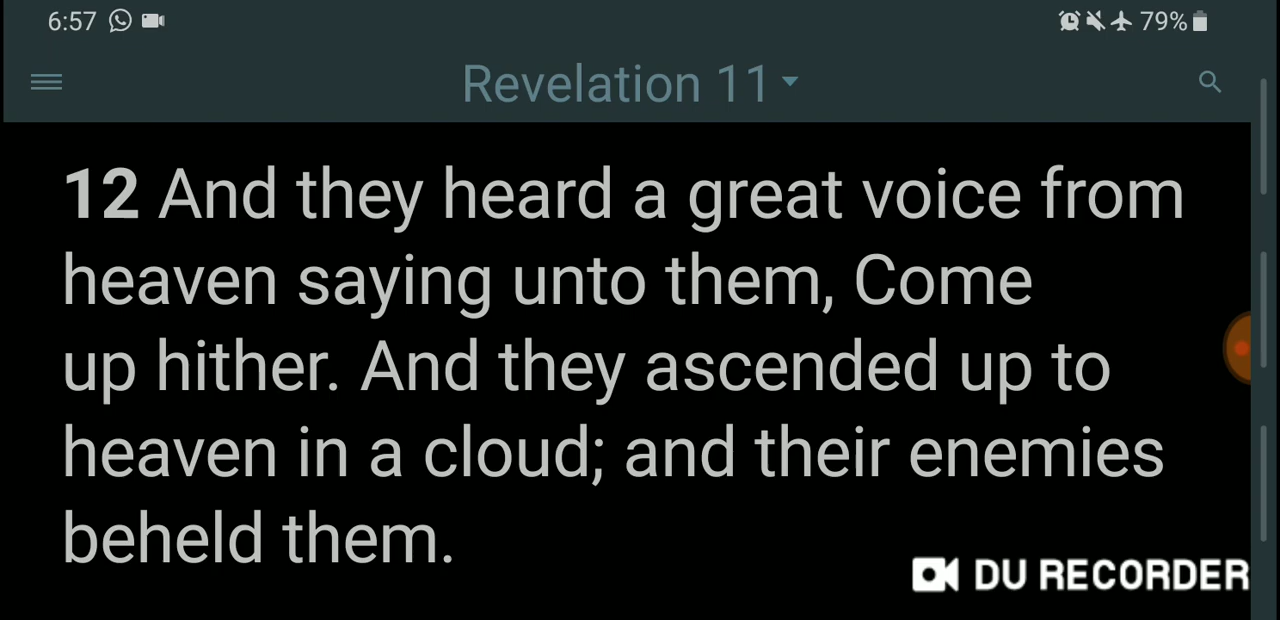 6:57 79%
Revelation 11
12 And they heard a great voice from
heaven saying unto them, Come
up hither. And they ascended up to
heaven in a cloud; and their enemies
beheld them.
DU RECORDER